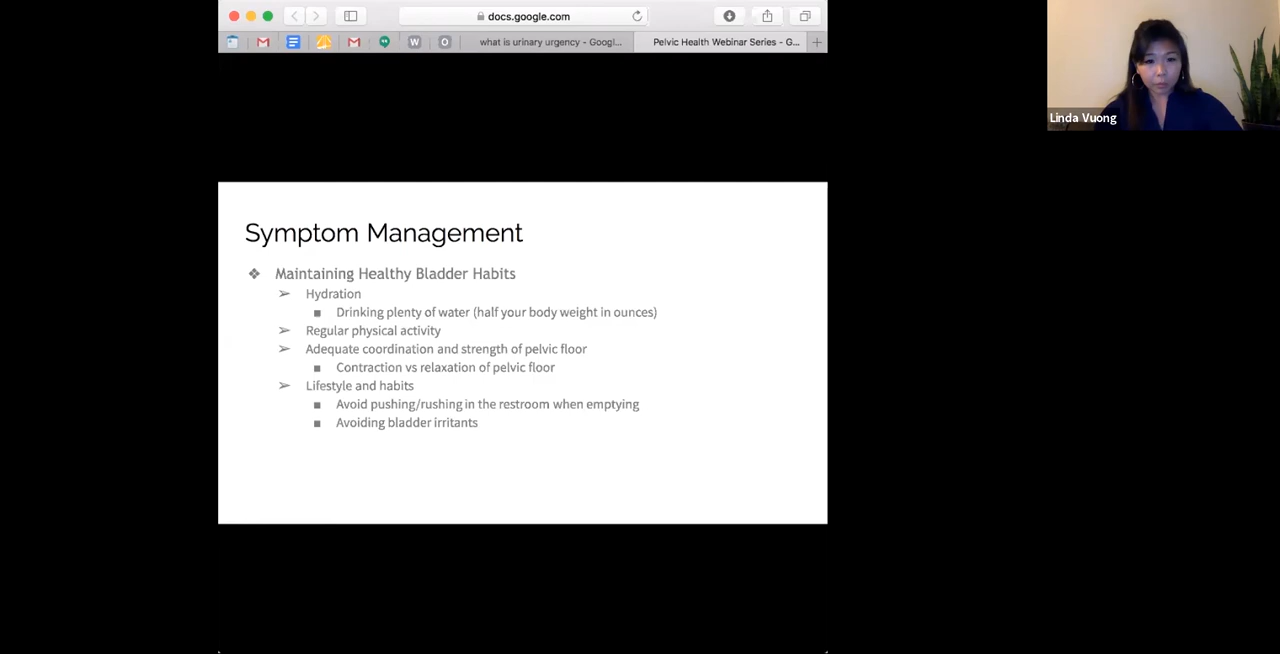 docs.google.com
W
O
what is urinary urgency - Googl...
Pelvic Health Webinar Series - G...
Linda Vuong
Symptom Management
Maintaining Healthy Bladder Habits
Hydration
Drinking plenty of water (half your body weight in ounces)
Regular physical activity
Adequate coordination and strength of pelvic floor
Contraction vs relaxation of pelvic floor
Lifestyle and habits
Avoid pushing/rushing in the restroom when emptying
Avoiding bladder irritants